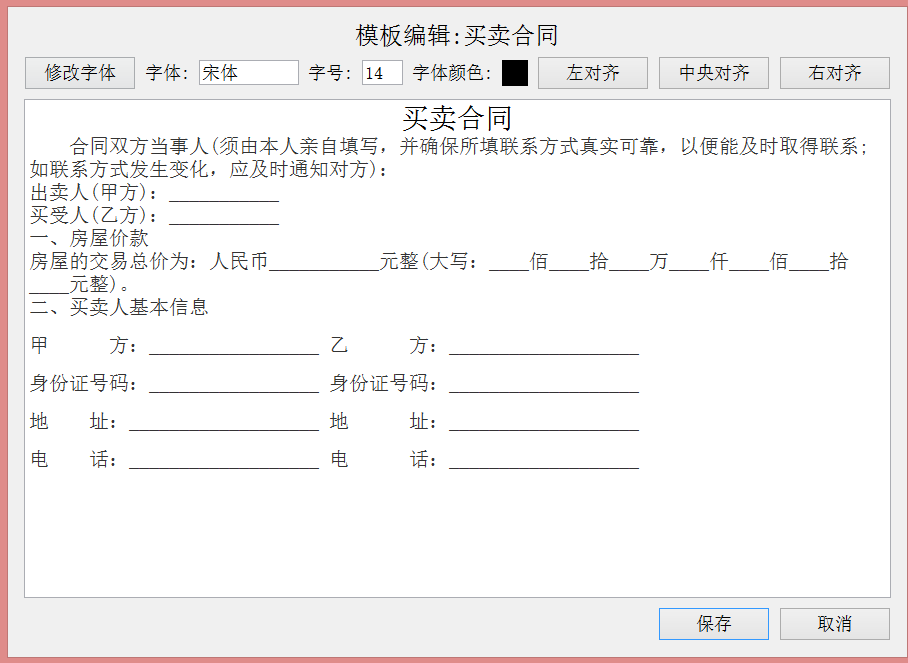 模板编辑:买卖合同
修改字体 字体: 宋体 字号: 14 字体颜色: 左对齐 中央对齐 右对齐
买卖合同
合同双方当事人(须由本人亲自填写，并确保所填联系方式真实可靠，以便能及时取得联系;
如联系方式发生变化，应及时通知对方):
出卖人(甲方): ___________
买受人(乙方): ___________
一、房屋价款
房屋的交易总价为: 人民币___________元整(大写: ____佰____拾____万____仟____佰____拾
____元整)。
二、买卖人基本信息
甲 方: _________________ 乙 方: ___________________
身份证号码: _________________ 身份证号码: ___________________
地 址: ___________________ 地 址: ___________________
电 话: ___________________ 电 话: ___________________
保存 取消